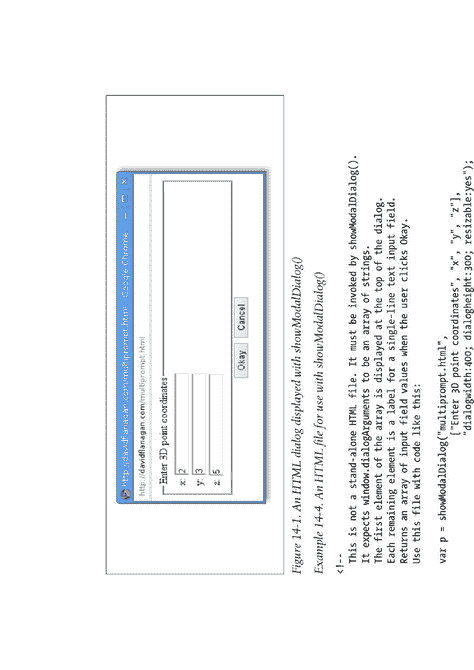 http://davidflanagan.com/multiprompt.html - Google Chrome
http://davidflanagan.com/multiprompt.html
Enter 3D point coordinates
x: 2
y: 3
z: 5
Okay Cancel
Figure 14-1. An HTML dialog displayed with showModalDialog()
Example 14-4. An HTML file for use with showModalDialog()
<!--
This is not a stand-alone HTML file. It must be invoked by showModalDialog().
It expects window.dialogArguments to be an array of strings.
The first element of the array is displayed at the top of the dialog.
Each remaining element is a label for a single-line text input field.
Returns an array of input field values when the user clicks Okay.
Use this file with code like this:
var p = showModalDialog("multiprompt.html",
["Enter 3D point coordinates", "x", "y", "z"],
"dialogwidth:400; dialogheight:300; resizable:yes");